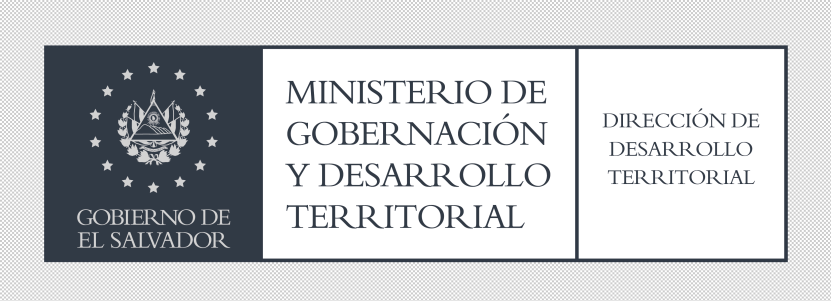 GOBIERNO DE
EL SALVADOR
MINISTERIO DE
GOBERNACIÓN
Y DESARROLLO
TERRITORIAL
DIRECCIÓN DE
DESARROLLO
TERRITORIAL